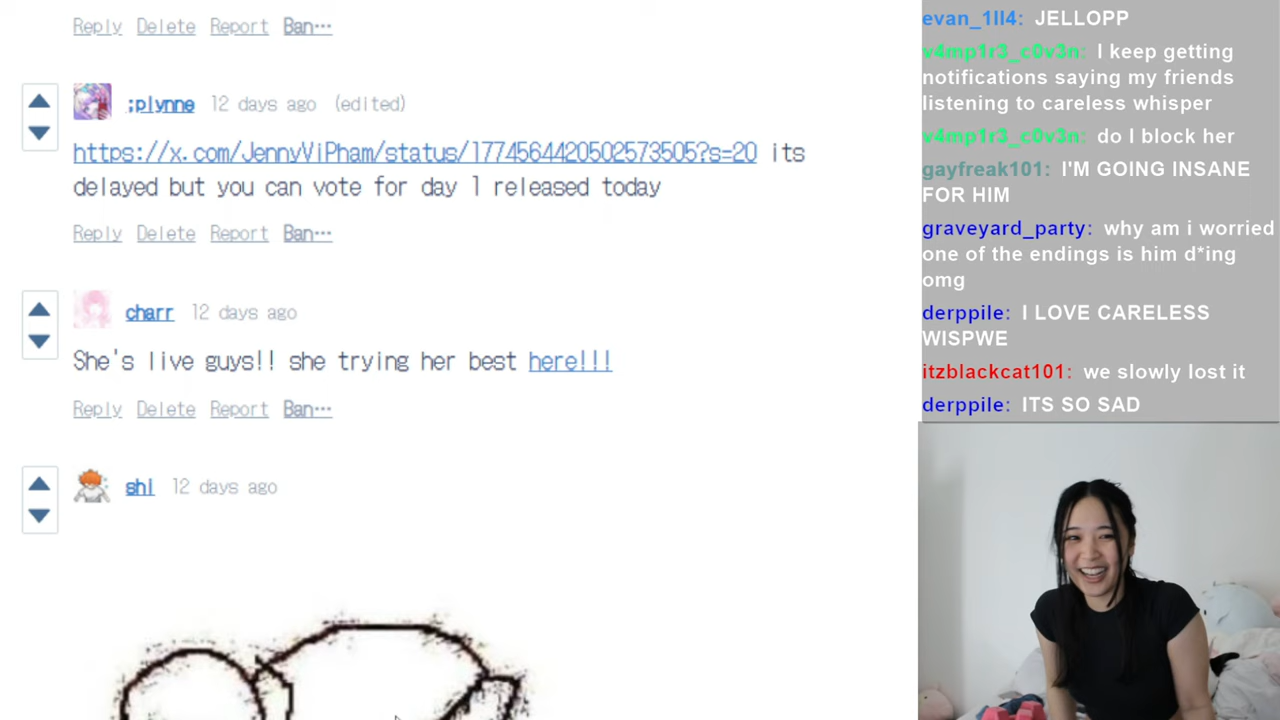 Reply Delete Report Ban…
;plynne 12 days ago (edited)
https://x.com/JennyViPham/status/1774564420502573505?s=20 its
delayed but you can vote for day 1 released today
Reply Delete Report Ban…
charr 12 days ago
She's live guys!! she trying her best here!!!
Reply Delete Report Ban…
shi 12 days ago
evan_1ll4: JELLOPP
v4mp1r3_c0v3n: I keep getting
notifications saying my friends
listening to careless whisper
v4mp1r3_c0v3n: do I block her
gayfreak101: I'M GOING INSANE
FOR HIM
graveyard_party: why am i worried
one of the endings is him d*ing
omg
derppile: I LOVE CARELESS
WISPWE
itzblackcat101: we slowly lost it
derppile: ITS SO SAD